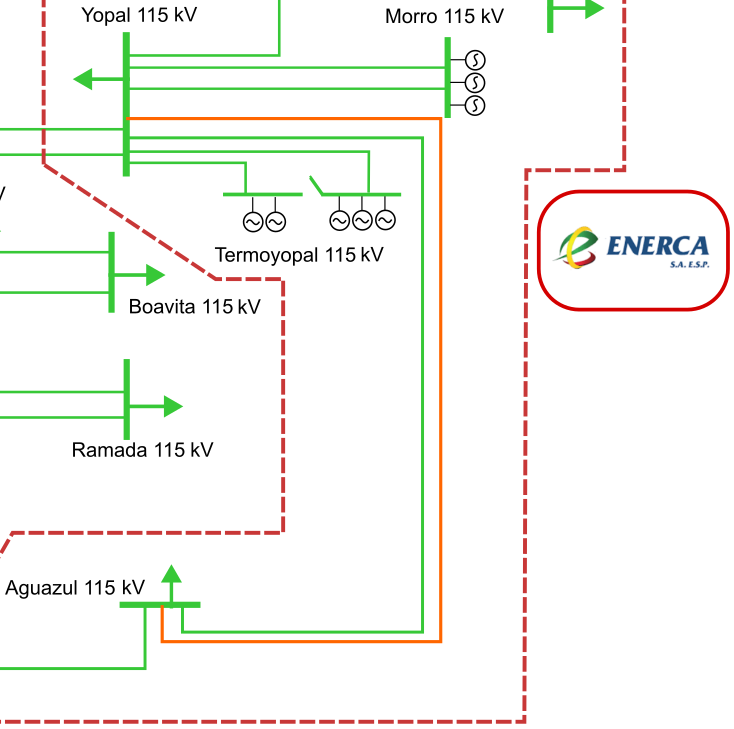 Yopal 115 kV
Morro 115 kV
V
Termoyopal 115 kV
ENERCA
S.A. E.S.P.
Boavita 115 kV
Ramada 115 kV
Aguazul 115 kV